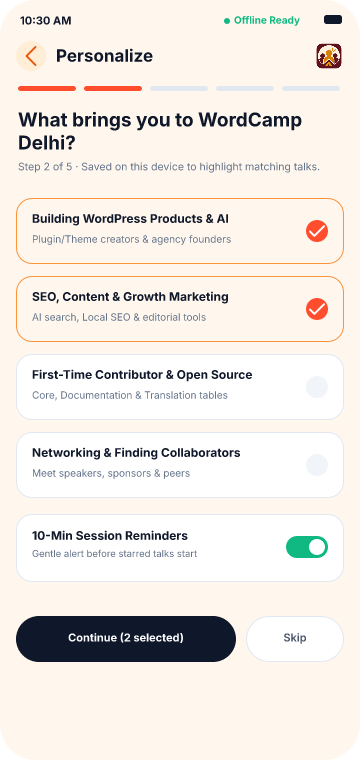 10:30 AM
Offline Ready
Personalize
What brings you to WordCamp
Delhi?
Step 2 of 5 · Saved on this device to highlight matching talks.
Building WordPress Products & AI
Plugin/Theme creators & agency founders
SEO, Content & Growth Marketing
AI search, Local SEO & editorial tools
First-Time Contributor & Open Source
Core, Documentation & Translation tables
Networking & Finding Collaborators
Meet speakers, sponsors & peers
10-Min Session Reminders
Gentle alert before starred talks start
Continue (2 selected)
Skip